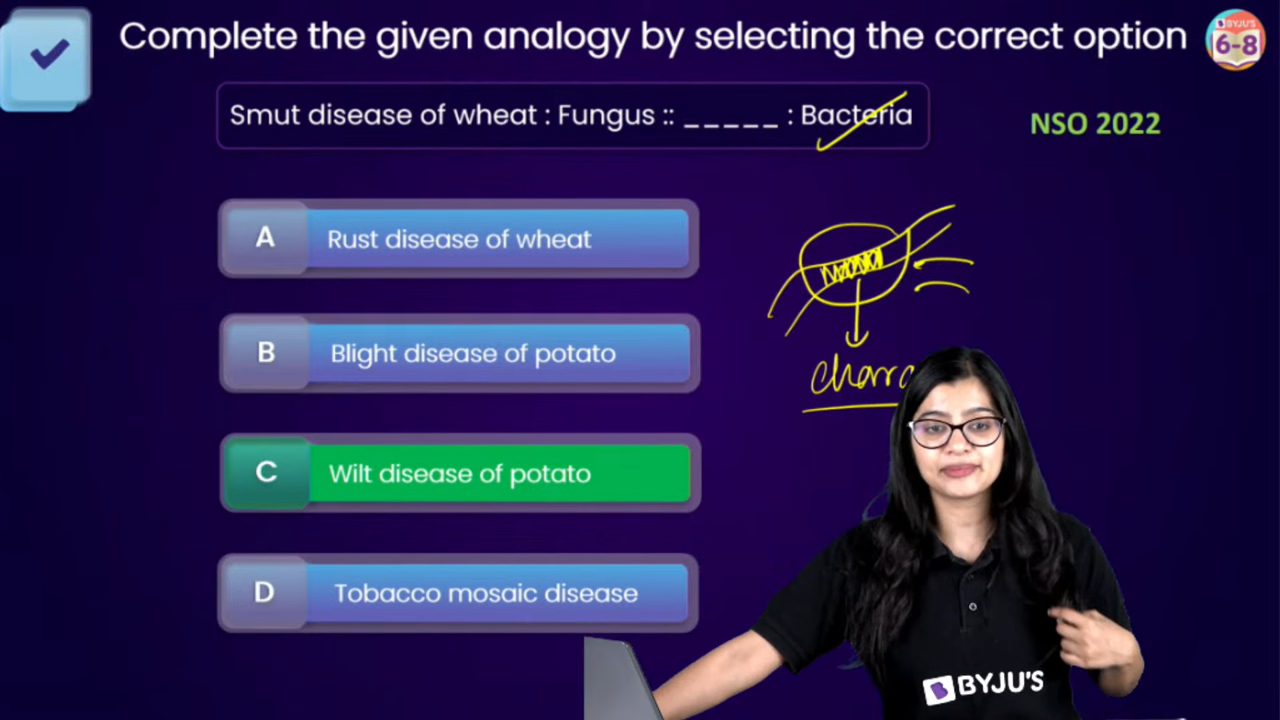 Complete the given analogy by selecting the correct option
BYJU'S
6-8
Smut disease of wheat : Fungus :: _ _ _ _ _ : Bacteria
NSO 2022
A Rust disease of wheat
B Blight disease of potato
C Wilt disease of potato
D Tobacco mosaic disease
BYJU'S